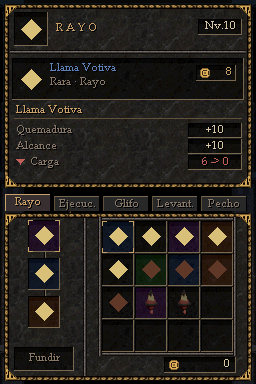 RAYO
Nv.10
Llama Votiva
8
Rara · Rayo
Llama Votiva
Quemadura +10
Alcance +10
Carga 6->0
Rayo Ejecuc. Glifo Levant. Pecho
Fundir
0